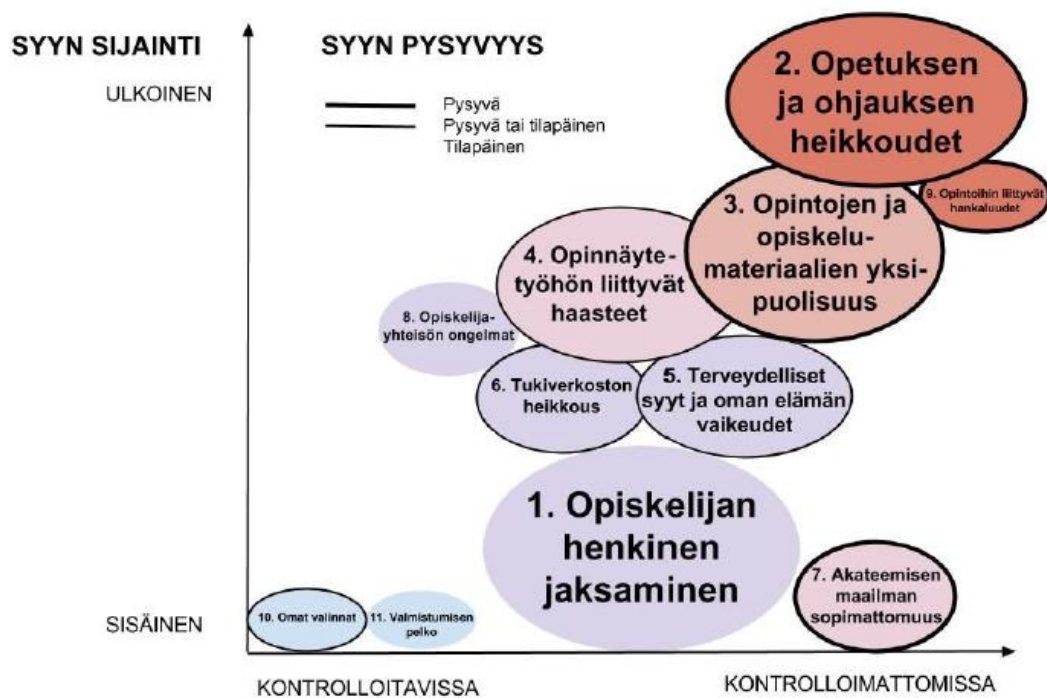 SYYN SIJAINTI
SYYN PYSYVYYS
ULKOINEN
Pysyvä
Pysyvä tai tilapäinen
Tilapäinen
2. Opetuksen
ja ohjauksen
heikkoudet
9. Opintoihin liittyvät
hankaluudet
3. Opintojen ja
opiskelu-
materiaalien yksi-
puolisuus
4. Opinnäyte-
työhön liittyvät
haasteet
8. Opiskelija-
yhteisön ongelmat
6. Tukiverkoston
heikkous
5. Terveydelliset
syyt ja oman elämän
vaikeudet
1. Opiskelijan
henkinen
jaksaminen
7. Akateemisen
maailman
sopimattomuus
10. Omat valinnat
11. Valmistumisen
pelko
SISÄINEN
KONTROLLOITAVISSA
KONTROLLOIMATTOMISSA